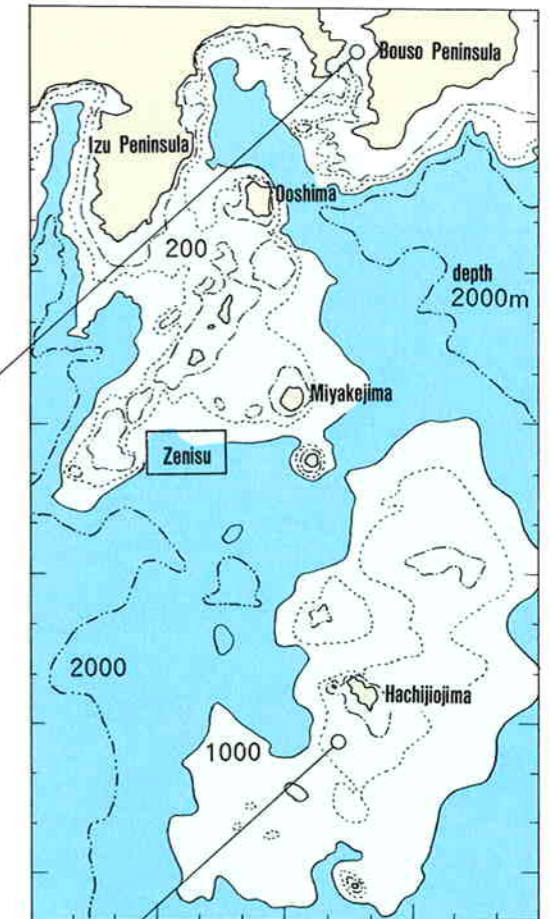 Bouso Peninsula
Izu Peninsula
Ooshima
200
depth
2000m
Miyakejima
Zenisu
2000
Hachijiojima
1000